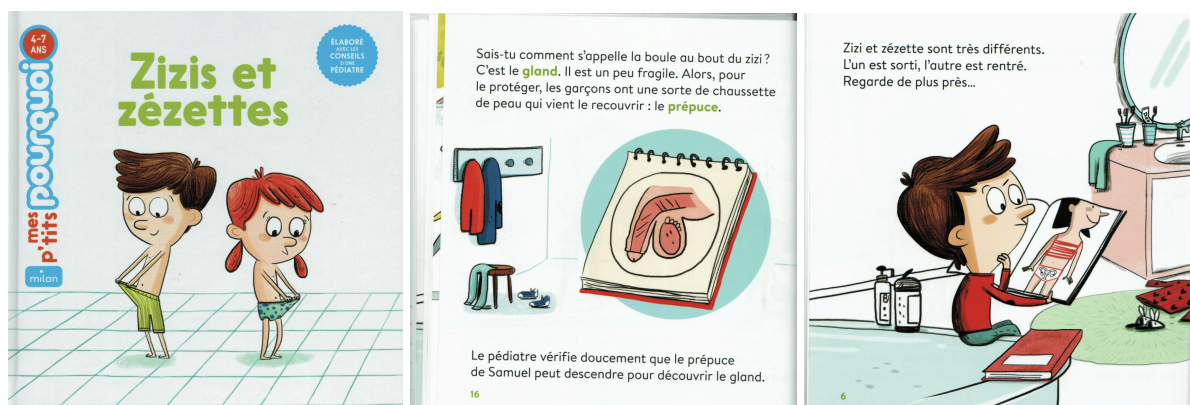 4-7
ANS
mes
p'tits
pourquoi
milan
Zizis et
zézettes
ÉLABORÉ
AVEC LES
CONSEILS
D'UNE
PÉDIATRE
Sais-tu comment s'appelle la boule au bout du zizi ?
C'est le gland. Il est un peu fragile. Alors, pour
le protéger, les garçons ont une sorte de chaussette
de peau qui vient le recouvrir : le prépuce.
Le pédiatre vérifie doucement que le prépuce
de Samuel peut descendre pour découvrir le gland.
16
Zizi et zézette sont très différents.
L'un est sorti, l'autre est rentré.
Regarde de plus près...
6